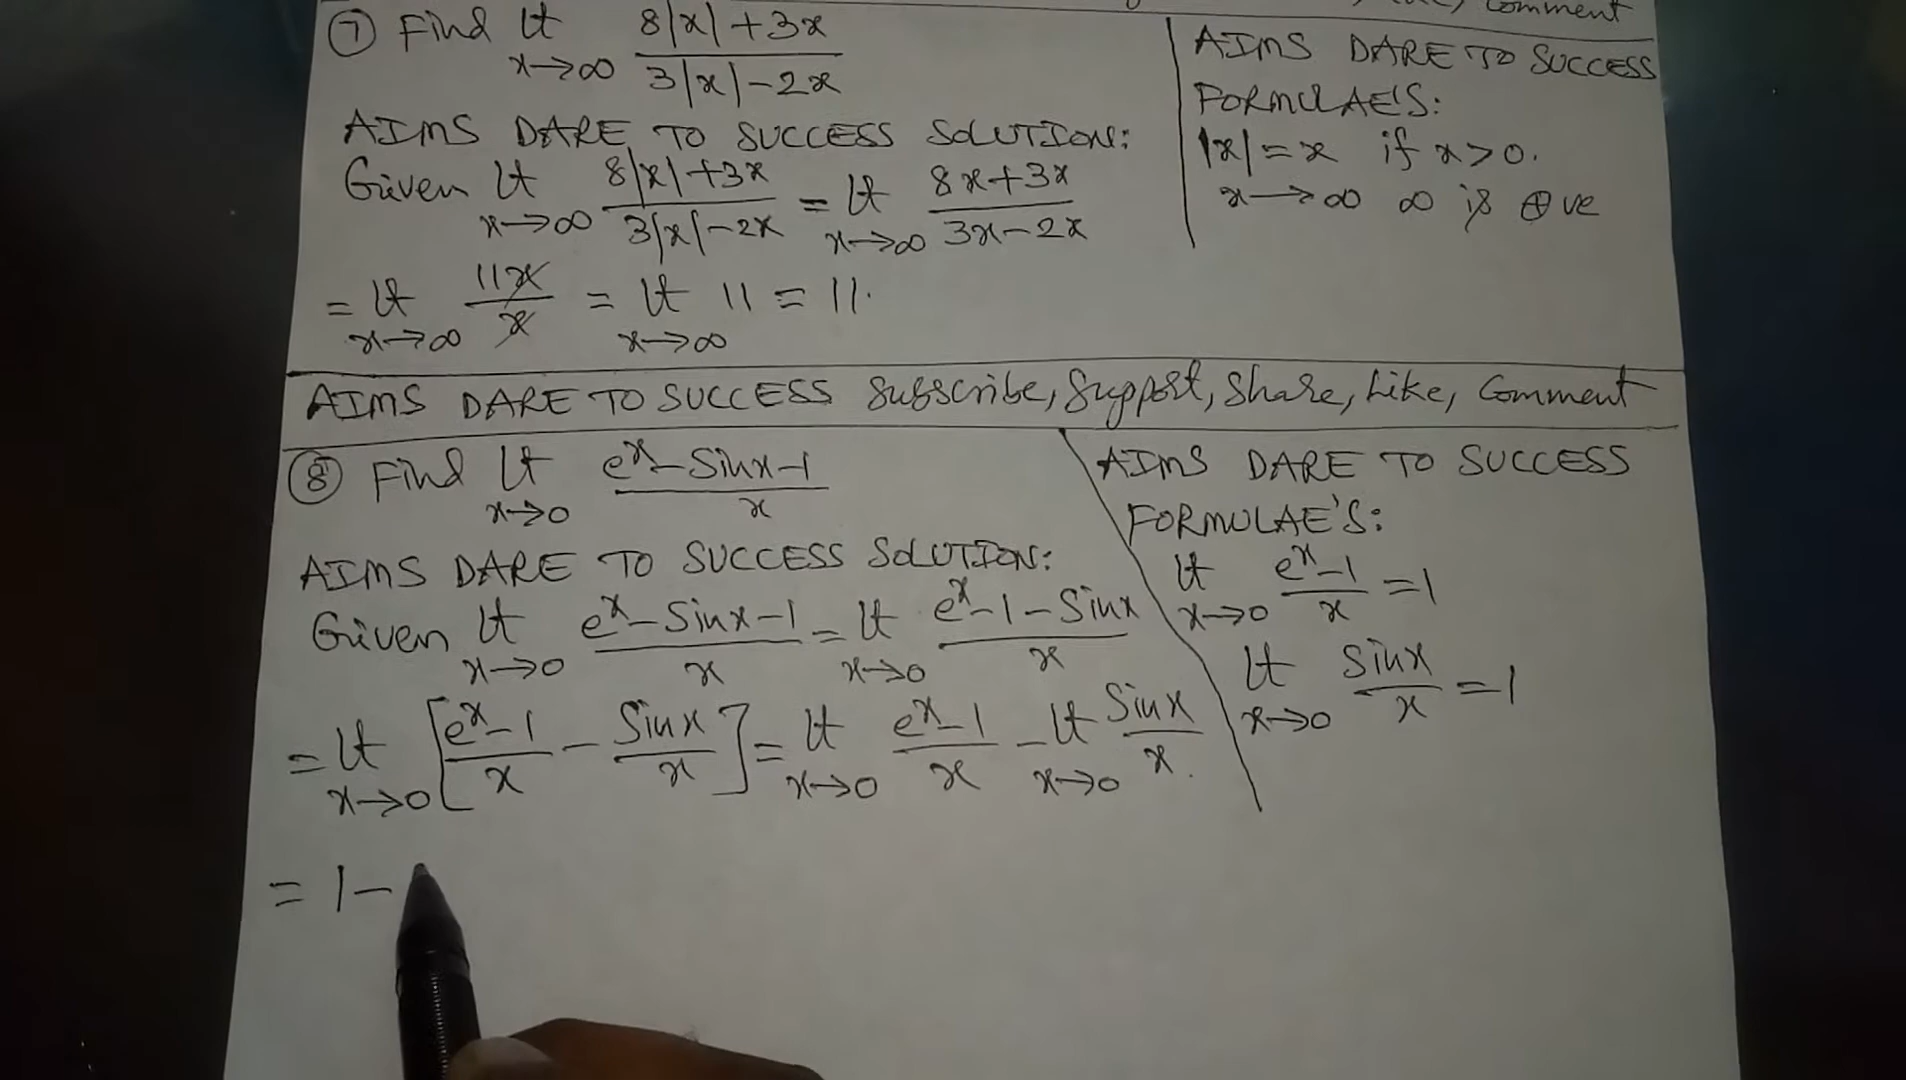 Comment
⑦ Find lt x→∞ 8|x|+3x / 3|x|-2x
AIMS DARE TO SUCCESS SOLUTION:
Given lt x→∞ 8|x|+3x / 3|x|-2x = lt x→∞ 8x+3x / 3x-2x
= lt x→∞ 11x / x = lt x→∞ 11 = 11.
AIMS DARE TO SUCCESS
FORMULAE'S:
|x| = x if x>0.
x→∞ ∞ is ⊕ve
AIMS DARE TO SUCCESS Subscribe, Support, Share, Like, Comment
⑧ Find lt x→0 e^x - Sinx - 1 / x
AIMS DARE TO SUCCESS SOLUTION:
Given lt x→0 e^x - Sinx - 1 / x = lt x→0 e^x - 1 - Sinx / x
= lt x→0 [e^x - 1 / x - Sinx / x] = lt x→0 e^x - 1 / x - lt x→0 Sinx / x.
= 1 -
AIMS DARE TO SUCCESS
FORMULAE'S:
lt x→0 e^x - 1 / x = 1
lt x→0 Sinx / x = 1